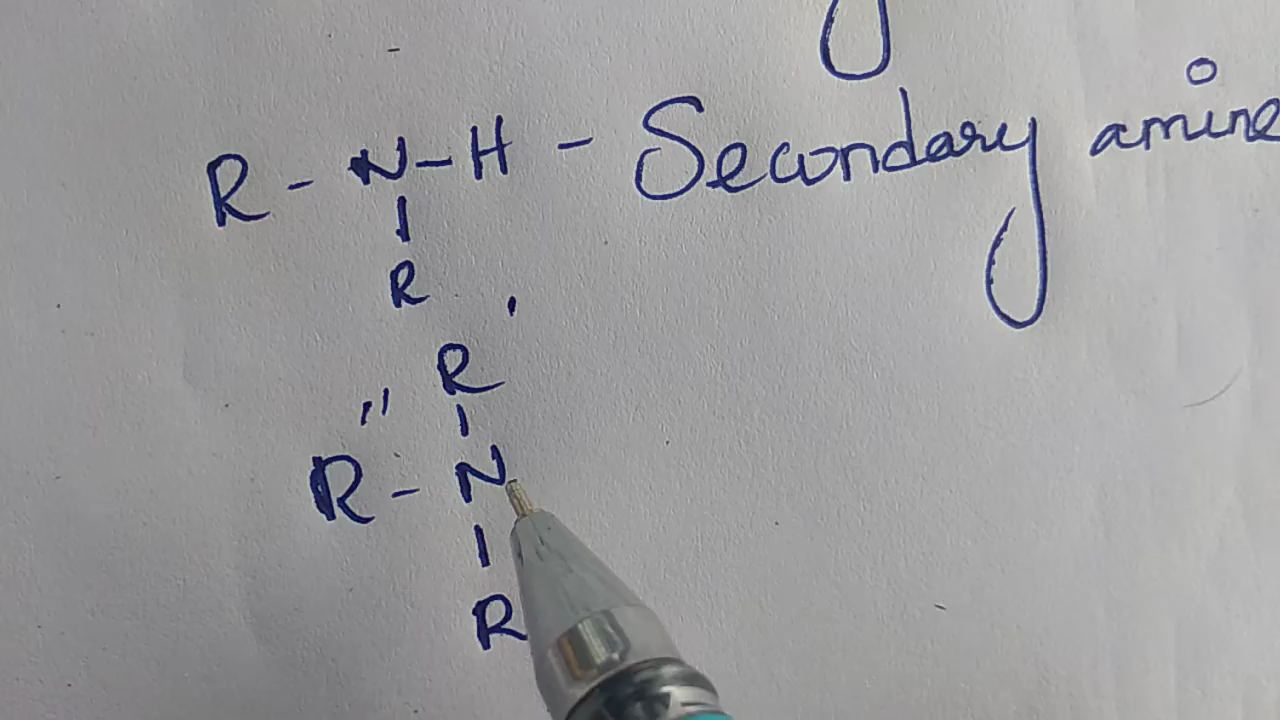 R - N - H - Secondary amine
|
R
R'
|
R'' - N
|
R